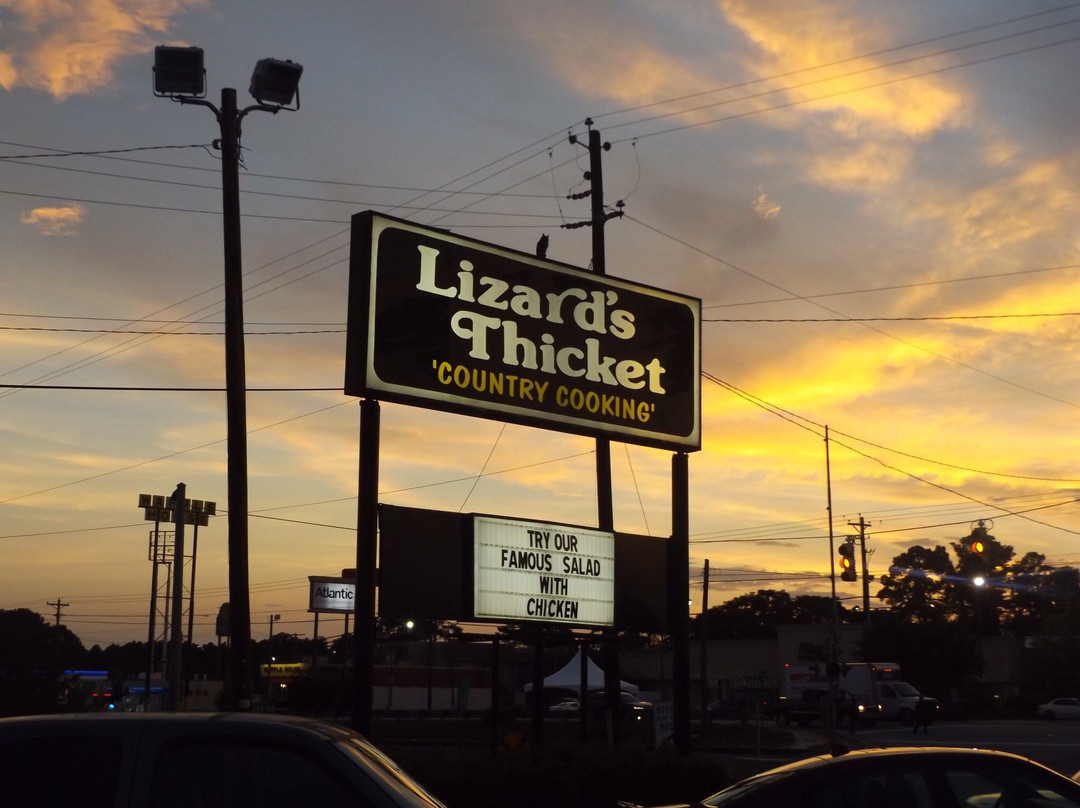 Lizard's
Thicket
'COUNTRY COOKING'
TRY OUR
FAMOUS SALAD
WITH
CHICKEN
Atlantic